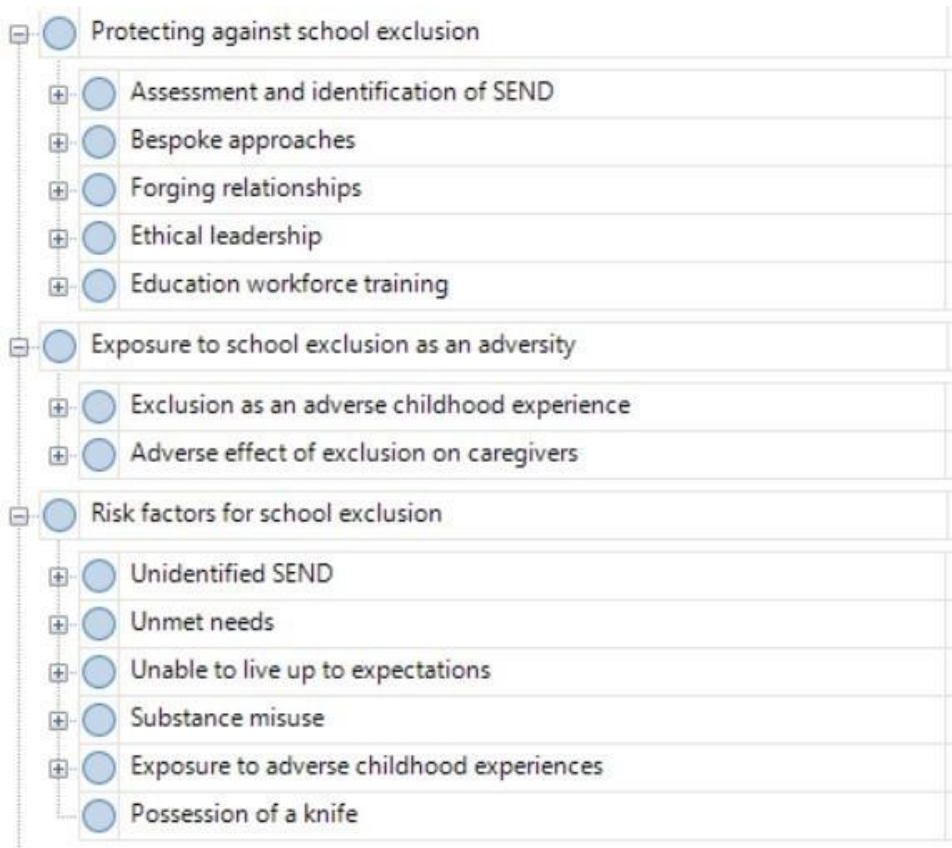 Protecting against school exclusion
Assessment and identification of SEND
Bespoke approaches
Forging relationships
Ethical leadership
Education workforce training
Exposure to school exclusion as an adversity
Exclusion as an adverse childhood experience
Adverse effect of exclusion on caregivers
Risk factors for school exclusion
Unidentified SEND
Unmet needs
Unable to live up to expectations
Substance misuse
Exposure to adverse childhood experiences
Possession of a knife